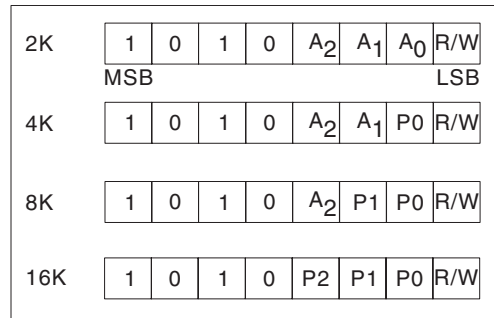 2K 1 0 1 0 A2 A1 A0 R/W
MSB LSB
4K 1 0 1 0 A2 A1 P0 R/W
8K 1 0 1 0 A2 P1 P0 R/W
16K 1 0 1 0 P2 P1 P0 R/W